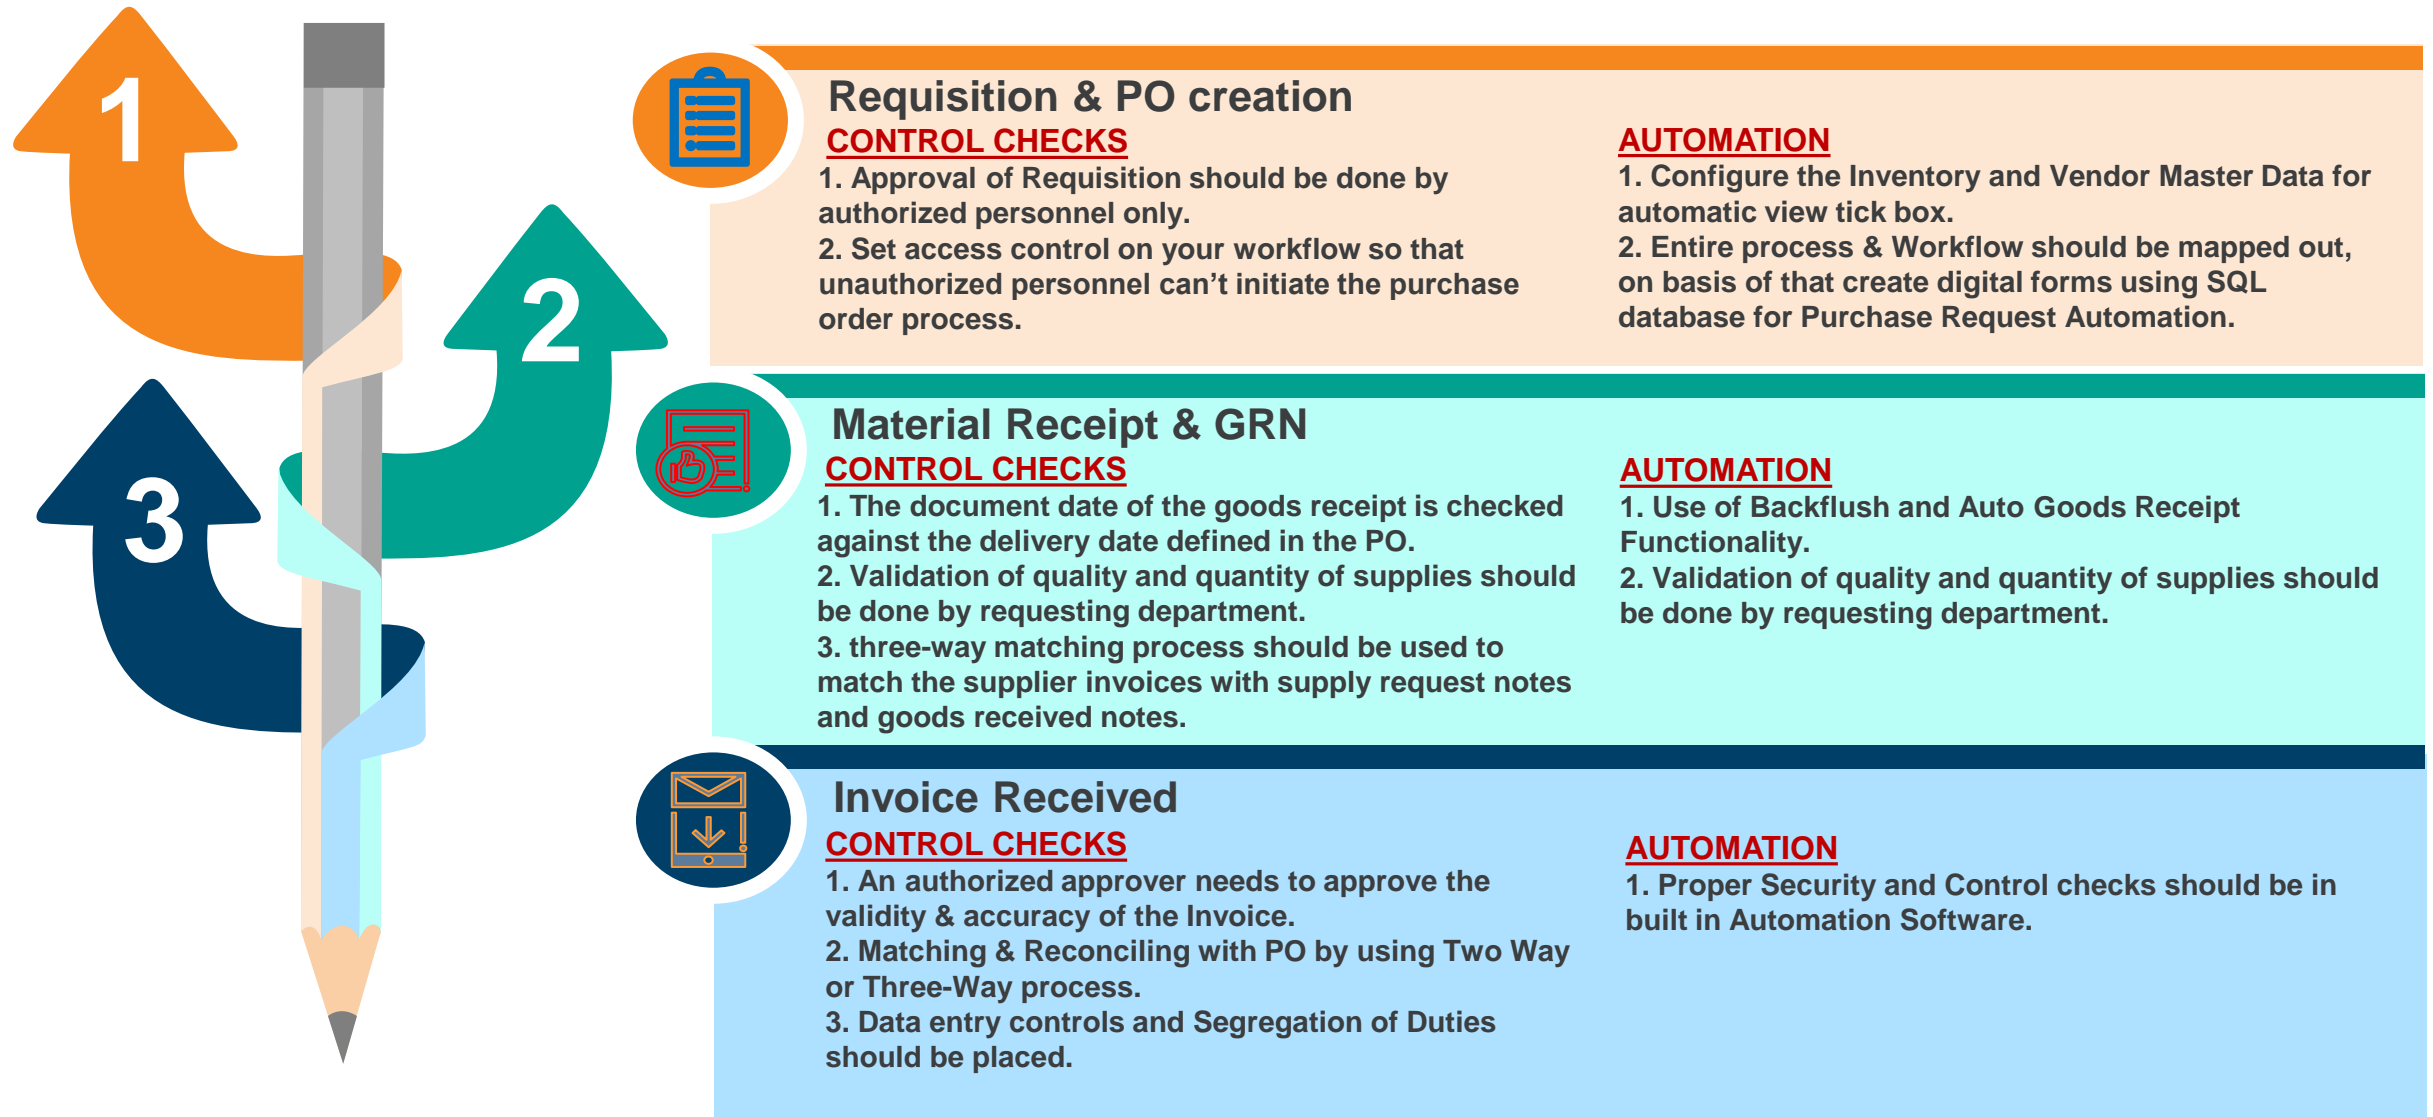 1
2
3
Requisition & PO creation
CONTROL CHECKS
1. Approval of Requisition should be done by
authorized personnel only.
2. Set access control on your workflow so that
unauthorized personnel can’t initiate the purchase
order process.
AUTOMATION
1. Configure the Inventory and Vendor Master Data for
automatic view tick box.
2. Entire process & Workflow should be mapped out,
on basis of that create digital forms using SQL
database for Purchase Request Automation.
Material Receipt & GRN
CONTROL CHECKS
1. The document date of the goods receipt is checked
against the delivery date defined in the PO.
2. Validation of quality and quantity of supplies should
be done by requesting department.
3. three-way matching process should be used to
match the supplier invoices with supply request notes
and goods received notes.
AUTOMATION
1. Use of Backflush and Auto Goods Receipt
Functionality.
2. Validation of quality and quantity of supplies should
be done by requesting department.
Invoice Received
CONTROL CHECKS
1. An authorized approver needs to approve the
validity & accuracy of the Invoice.
2. Matching & Reconciling with PO by using Two Way
or Three-Way process.
3. Data entry controls and Segregation of Duties
should be placed.
AUTOMATION
1. Proper Security and Control checks should be in
built in Automation Software.